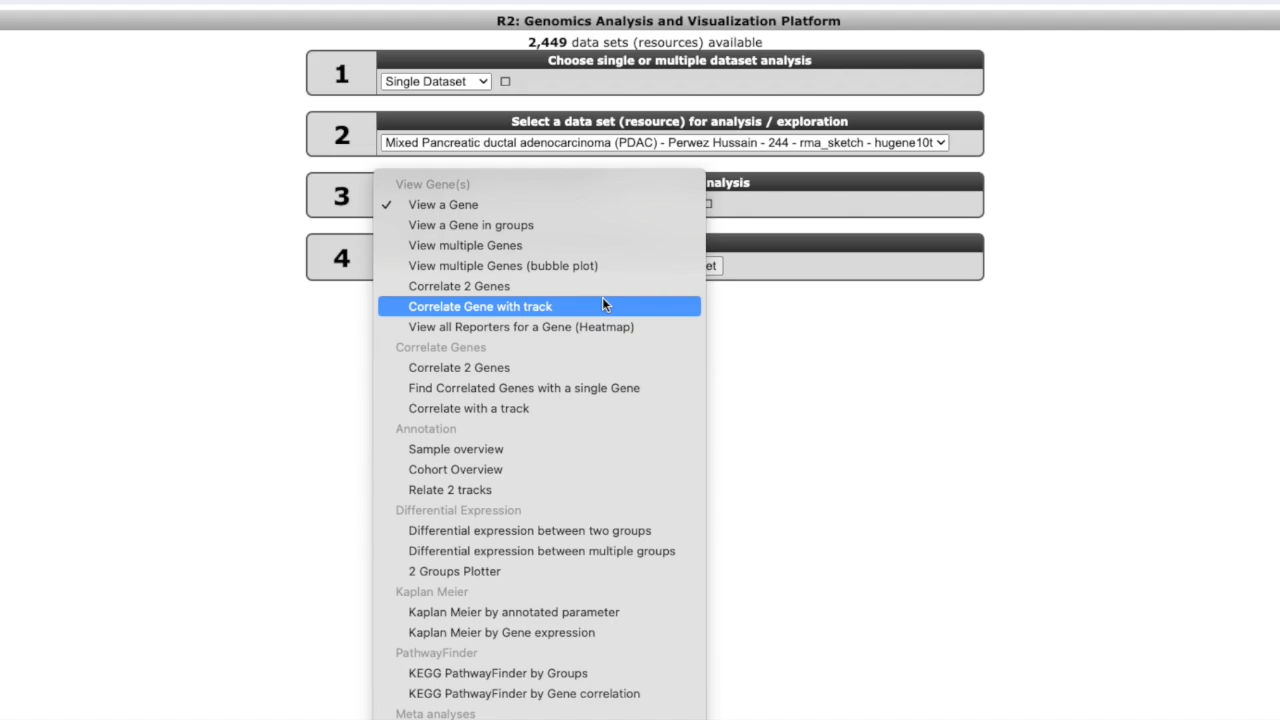 R2: Genomics Analysis and Visualization Platform
2,449 data sets (resources) available
1
Choose single or multiple dataset analysis
Single Dataset
2
Select a data set (resource) for analysis / exploration
Mixed Pancreatic ductal adenocarcinoma (PDAC) - Perwez Hussain - 244 - rma_sketch - hugene10t
3
nalysis
4
et
View Gene(s)
✓ View a Gene
View a Gene in groups
View multiple Genes
View multiple Genes (bubble plot)
Correlate 2 Genes
Correlate Gene with track
View all Reporters for a Gene (Heatmap)
Correlate Genes
Correlate 2 Genes
Find Correlated Genes with a single Gene
Correlate with a track
Annotation
Sample overview
Cohort Overview
Relate 2 tracks
Differential Expression
Differential expression between two groups
Differential expression between multiple groups
2 Groups Plotter
Kaplan Meier
Kaplan Meier by annotated parameter
Kaplan Meier by Gene expression
PathwayFinder
KEGG PathwayFinder by Groups
KEGG PathwayFinder by Gene correlation
Meta analyses